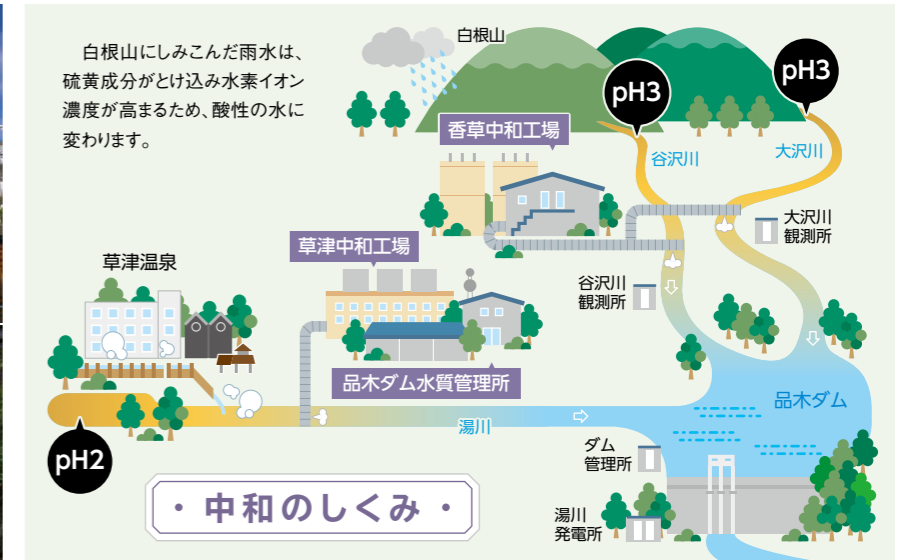 白根山にしみこんだ雨水は、
硫黄成分がとけ込み水素イオン
濃度が高まるため、酸性の水に
変わります。
白根山
pH3
pH3
香草中和工場
谷沢川
大沢川
大沢川
観測所
草津中和工場
草津温泉
谷沢川
観測所
品木ダム水質管理所
品木ダム
湯川
pH2
ダム
管理所
・中和のしくみ・
湯川
発電所